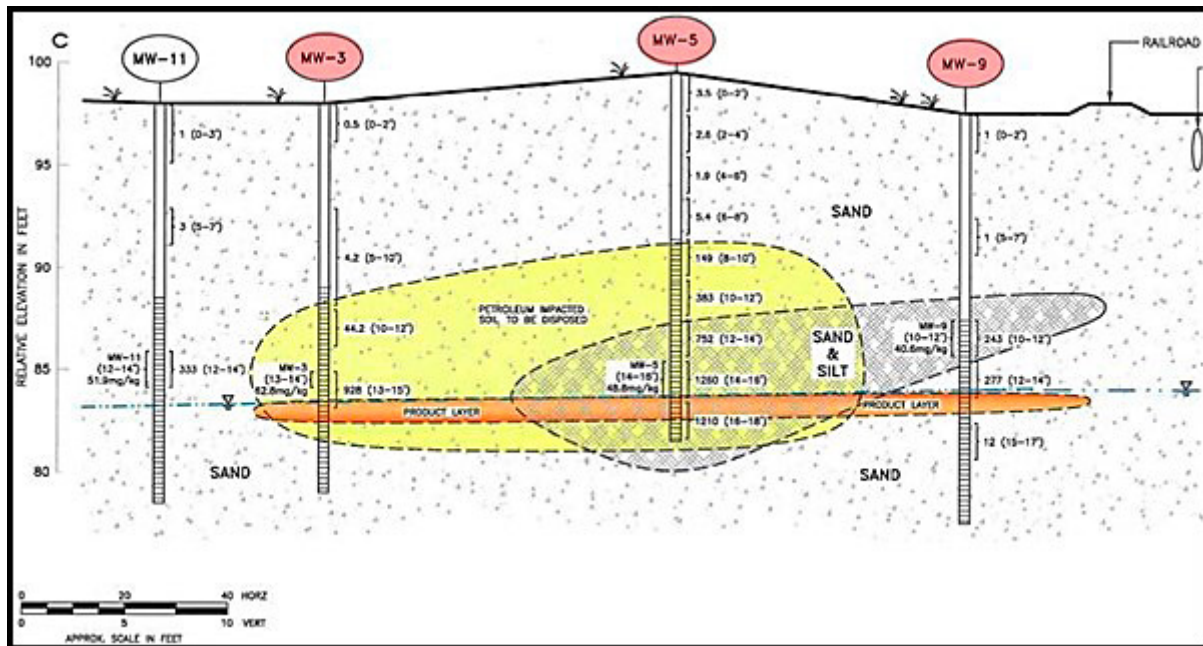 C
MW-11
MW-3
MW-5
MW-9
RAILROAD
100
95
90
85
80
RELATIVE ELEVATION IN FEET
1 (0-3')
3 (5-7')
MW-11
(12-14')
51.9mg/kg
333 (12-14')
0.5 (0-2')
4.2 (5-10')
44.2 (10-12')
MW-3
(13-14')
62.8mg/kg
928 (13-15')
3.5 (0-2')
2.6 (2-4')
1.9 (4-6')
5.4 (6-8')
149 (8-10')
383 (10-12')
752 (12-14')
MW-5
(14-16')
48.8mg/kg
1260 (14-16')
1210 (16-18')
1 (0-2')
1 (5-7')
MW-9
(10-12')
40.6mg/kg
243 (10-12')
277 (12-14')
12 (15-17')
PETROLEUM IMPACTED
SOIL TO BE DISPOSED
SAND
SAND
&
SILT
PRODUCT LAYER
PRODUCT LAYER
SAND
SAND
0 20 40 HORZ
0 5 10 VERT
APPROX. SCALE IN FEET